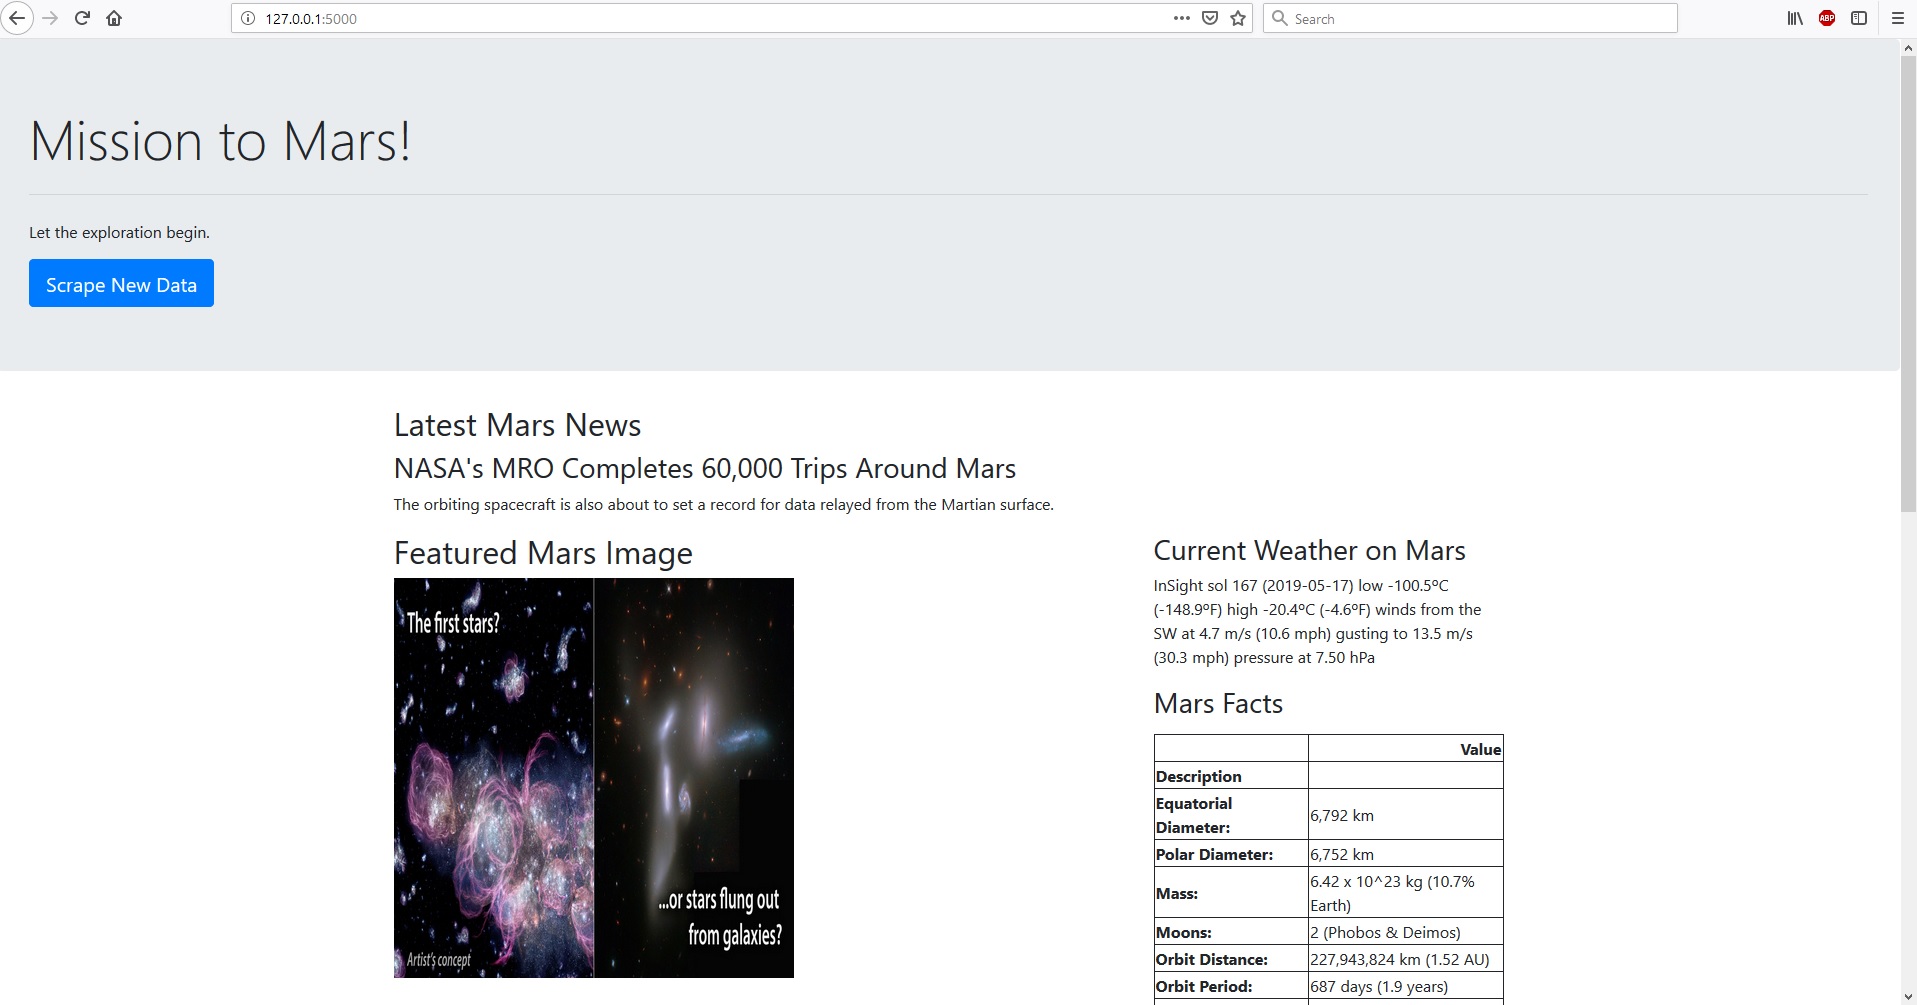 127.0.0.1:5000
Search
ABP
Mission to Mars!
Let the exploration begin.
Scrape New Data
Latest Mars News
NASA's MRO Completes 60,000 Trips Around Mars
The orbiting spacecraft is also about to set a record for data relayed from the Martian surface.
Featured Mars Image
The first stars?
...or stars flung out
from galaxies?
Artist's concept
Current Weather on Mars
InSight sol 167 (2019-05-17) low -100.5ºC
(-148.9ºF) high -20.4ºC (-4.6ºF) winds from the
SW at 4.7 m/s (10.6 mph) gusting to 13.5 m/s
(30.3 mph) pressure at 7.50 hPa
Mars Facts
Value
Description
Equatorial
Diameter:
6,792 km
Polar Diameter:
6,752 km
Mass:
6.42 x 10^23 kg (10.7%
Earth)
Moons:
2 (Phobos & Deimos)
Orbit Distance:
227,943,824 km (1.52 AU)
Orbit Period:
687 days (1.9 years)